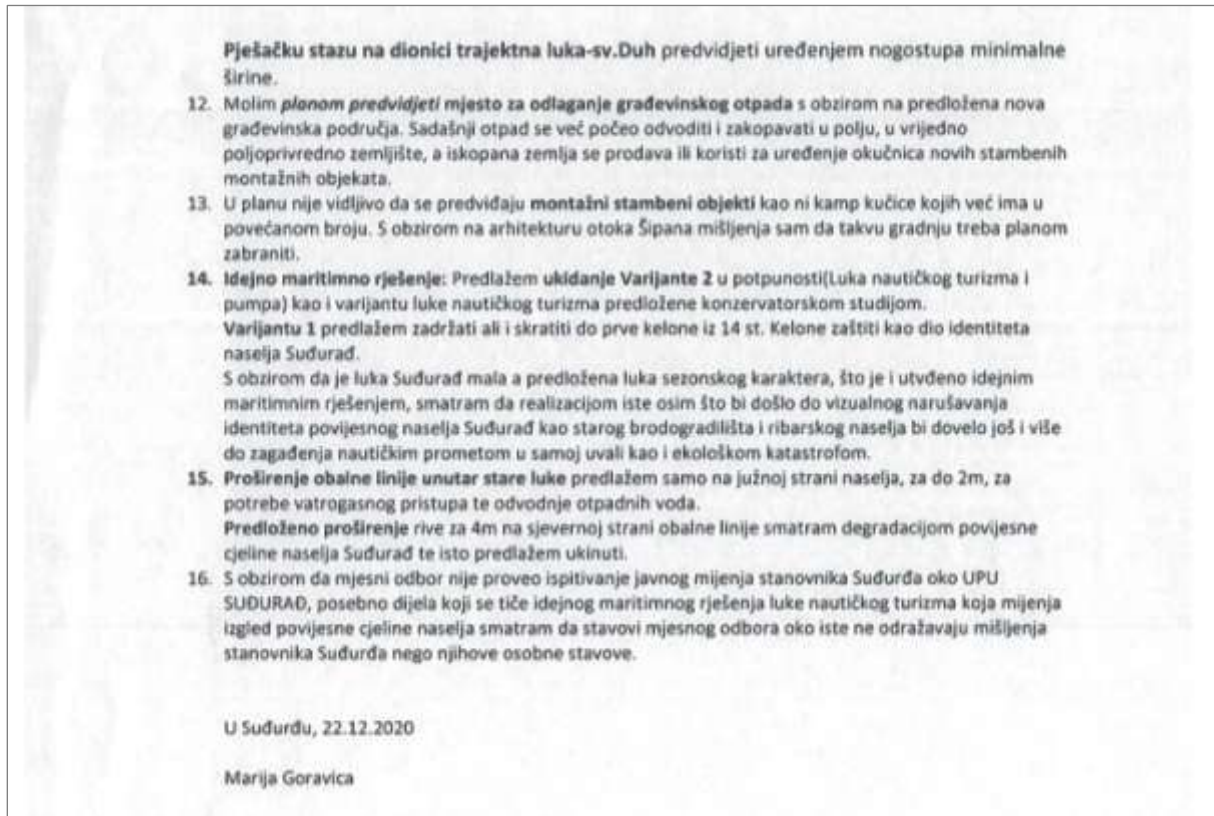 Pješačku stazu na dionici trajektna luka-sv.Duh predvidjeti uređenjem nogostupa minimalne
širine.
12. Molim planom predvidjeti mjesto za odlaganje građevinskog otpada s obzirom na predložena nova
građevinska područja. Sadašnji otpad se već počeo odvoditi i zakopavati u polju, u vrijedno
poljoprivredno zemljište, a iskopana zemlja se prodava ili koristi za uređenje okučnica novih stambenih
montažnih objekata.
13. U planu nije vidljivo da se predviđaju montažni stambeni objekti kao ni kamp kućice kojih već ima u
povećanom broju. S obzirom na arhitekturu otoka Šipana mišljenja sam da takvu gradnju treba planom
zabraniti.
14. Idejno maritimno rješenje: Predlažem ukidanje Varijante 2 u potpunosti(Luka nautičkog turizma i
pumpa) kao i varijantu luke nautičkog turizma predložene konzervatorskom studijom.
Varijantu 1 predlažem zadržati ali i skratiti do prve kelone iz 14 st. Kelone zaštiti kao dio identiteta
naselja Suđurađ.
S obzirom da je luka Suđurađ mala a predložena luka sezonskog karaktera, što je i utvđeno idejnim
maritimnim rješenjem, smatram da realizacijom iste osim što bi došlo do vizualnog narušavanja
identiteta povijesnog naselja Suđurađ kao starog brodogradilišta i ribarskog naselja bi dovelo još i više
do zagađenja nautičkim prometom u samoj uvali kao i ekološkom katastrofom.
15. Proširenje obalne linije unutar stare luke predlažem samo na južnoj strani naselja, za do 2m, za
potrebe vatrogasnog pristupa te odvodnje otpadnih voda.
Predloženo proširenje rive za 4m na sjevernoj strani obalne linije smatram degradacijom povijesne
cjeline naselja Suđurađ te isto predlažem ukinuti.
16. S obzirom da mjesni odbor nije proveo ispitivanje javnog mijenja stanovnika Suđurđa oko UPU
SUĐURAĐ, posebno dijela koji se tiče idejnog maritimnog rješenja luke nautičkog turizma koja mijenja
izgled povijesne cjeline naselja smatram da stavovi mjesnog odbora oko iste ne odražavaju mišljenja
stanovnika Suđurđa nego njihove osobne stavove.
U Suđurđu, 22.12.2020
Marija Goravica